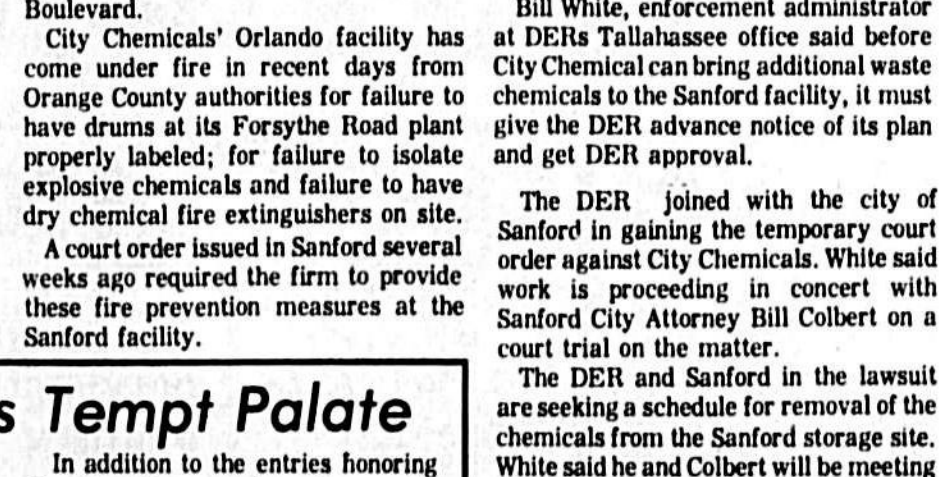 Boulevard.
City Chemicals' Orlando facility has
come under fire in recent days from
Orange County authorities for failure to
have drums at its Forsythe Road plant
properly labeled; for failure to isolate
explosive chemicals and failure to have
dry chemical fire extinguishers on site.
A court order issued in Sanford several
weeks ago required the firm to provide
these fire prevention measures at the
Sanford facility.
s Tempt Palate
In addition to the entries honoring
Bill White, enforcement administrator
at DERs Tallahassee office said before
City Chemical can bring additional waste
chemicals to the Sanford facility, it must
give the DER advance notice of its plan
and get DER approval.
The DER joined with the city of
Sanford in gaining the temporary court
order against City Chemicals. White said
work is proceeding in concert with
Sanford City Attorney Bill Colbert on a
court trial on the matter.
The DER and Sanford in the lawsuit
are seeking a schedule for removal of the
chemicals from the Sanford storage site.
White said he and Colbert will be meeting